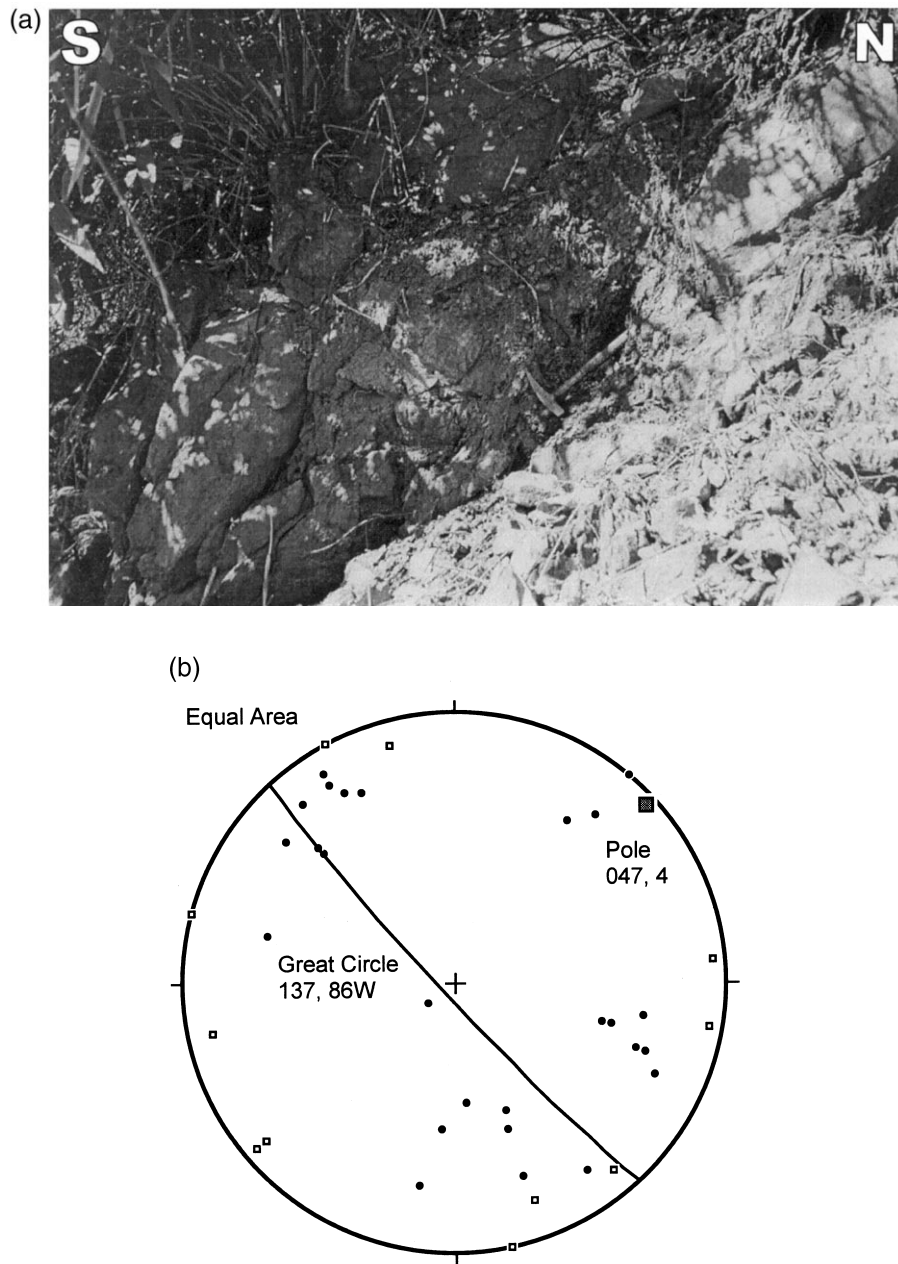 (a)
S N
(b)
Equal Area
Pole
047, 4
Great Circle
137, 86W